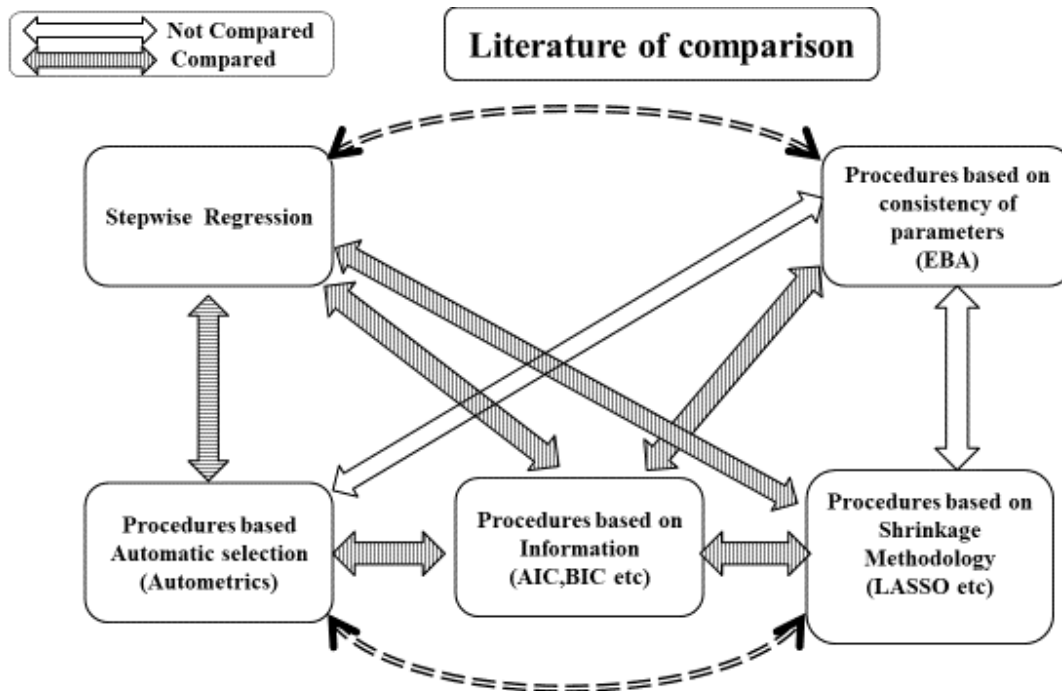 Not Compared
Compared
Literature of comparison
Stepwise Regression
Procedures based on
consistency of
parameters
(EBA)
Procedures based
Automatic selection
(Autometrics)
Procedures based on
Information
(AIC,BIC etc)
Procedures based on
Shrinkage
Methodology
(LASSO etc)